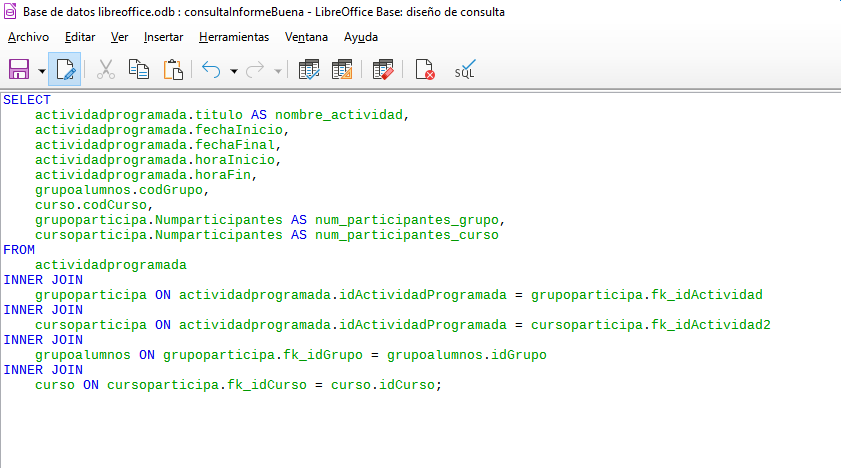 Base de datos libreoffice.odb : consultaInformeBuena - LibreOffice Base: diseño de consulta
Archivo Editar Ver Insertar Herramientas Ventana Ayuda
SQL
SELECT
actividadprogramada.titulo AS nombre_actividad,
actividadprogramada.fechaInicio,
actividadprogramada.fechaFinal,
actividadprogramada.horaInicio,
actividadprogramada.horaFin,
grupoalumnos.codGrupo,
curso.codCurso,
grupoparticipa.Numparticipantes AS num_participantes_grupo,
cursoparticipa.Numparticipantes AS num_participantes_curso
FROM
actividadprogramada
INNER JOIN
grupoparticipa ON actividadprogramada.idActividadProgramada = grupoparticipa.fk_idActividad
INNER JOIN
cursoparticipa ON actividadprogramada.idActividadProgramada = cursoparticipa.fk_idActividad2
INNER JOIN
grupoalumnos ON grupoparticipa.fk_idGrupo = grupoalumnos.idGrupo
INNER JOIN
curso ON cursoparticipa.fk_idCurso = curso.idCurso;